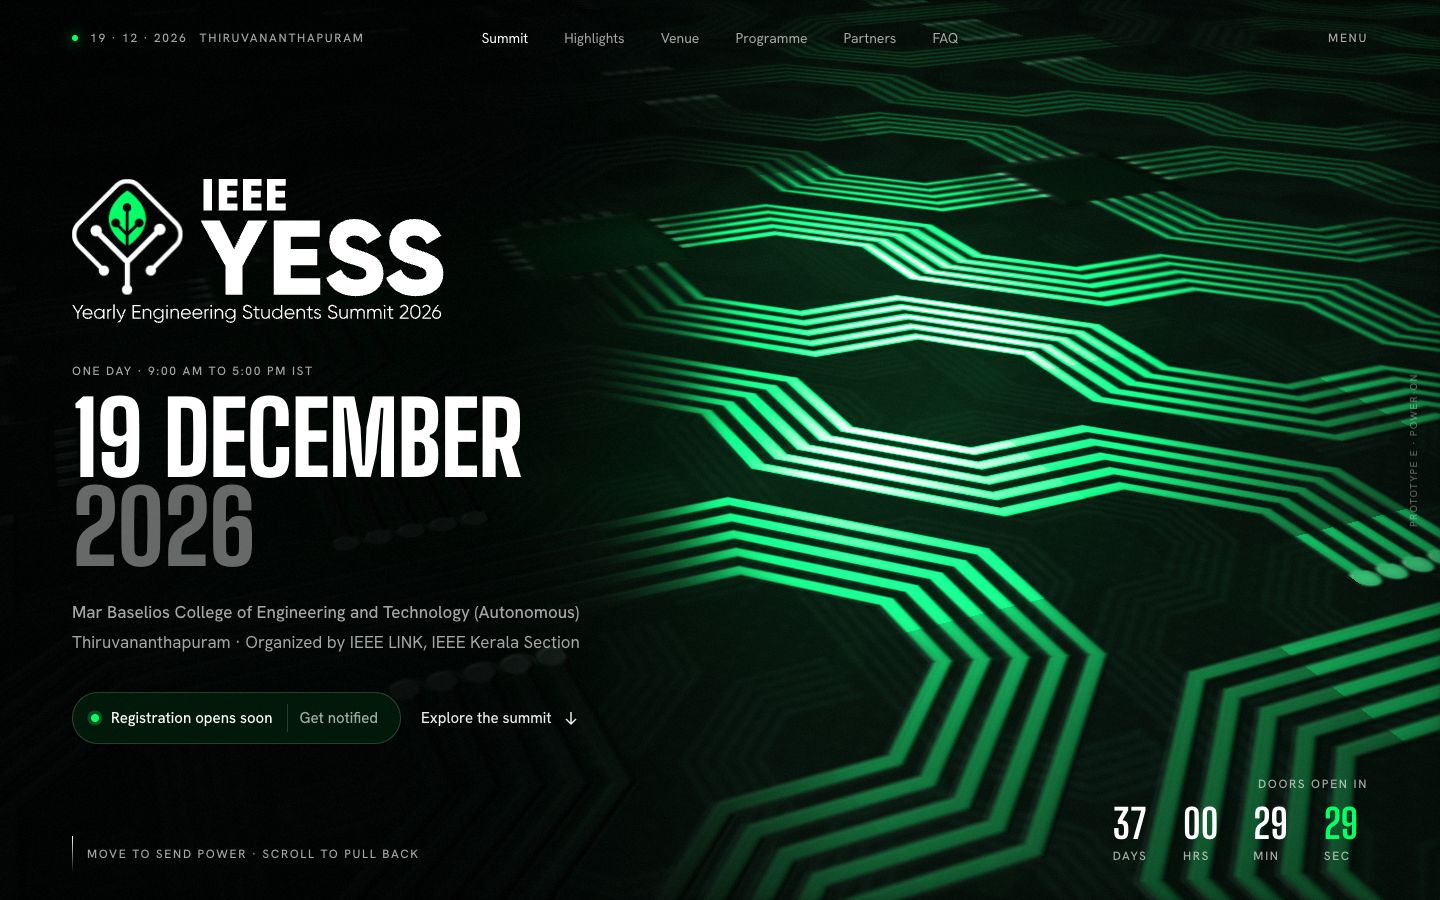 19 · 12 · 2026 THIRUVANANTHAPURAM
Summit Highlights Venue Programme Partners FAQ
MENU
IEEE
YESS
Yearly Engineering Students Summit 2026
ONE DAY · 9:00 AM TO 5:00 PM IST
19 DECEMBER
2026
Mar Baselios College of Engineering and Technology (Autonomous)
Thiruvananthapuram · Organized by IEEE LINK, IEEE Kerala Section
Registration opens soon Get notified Explore the summit ↓
PROTOTYPE E · POWER ON
DOORS OPEN IN
37 00 29 29
DAYS HRS MIN SEC
MOVE TO SEND POWER · SCROLL TO PULL BACK